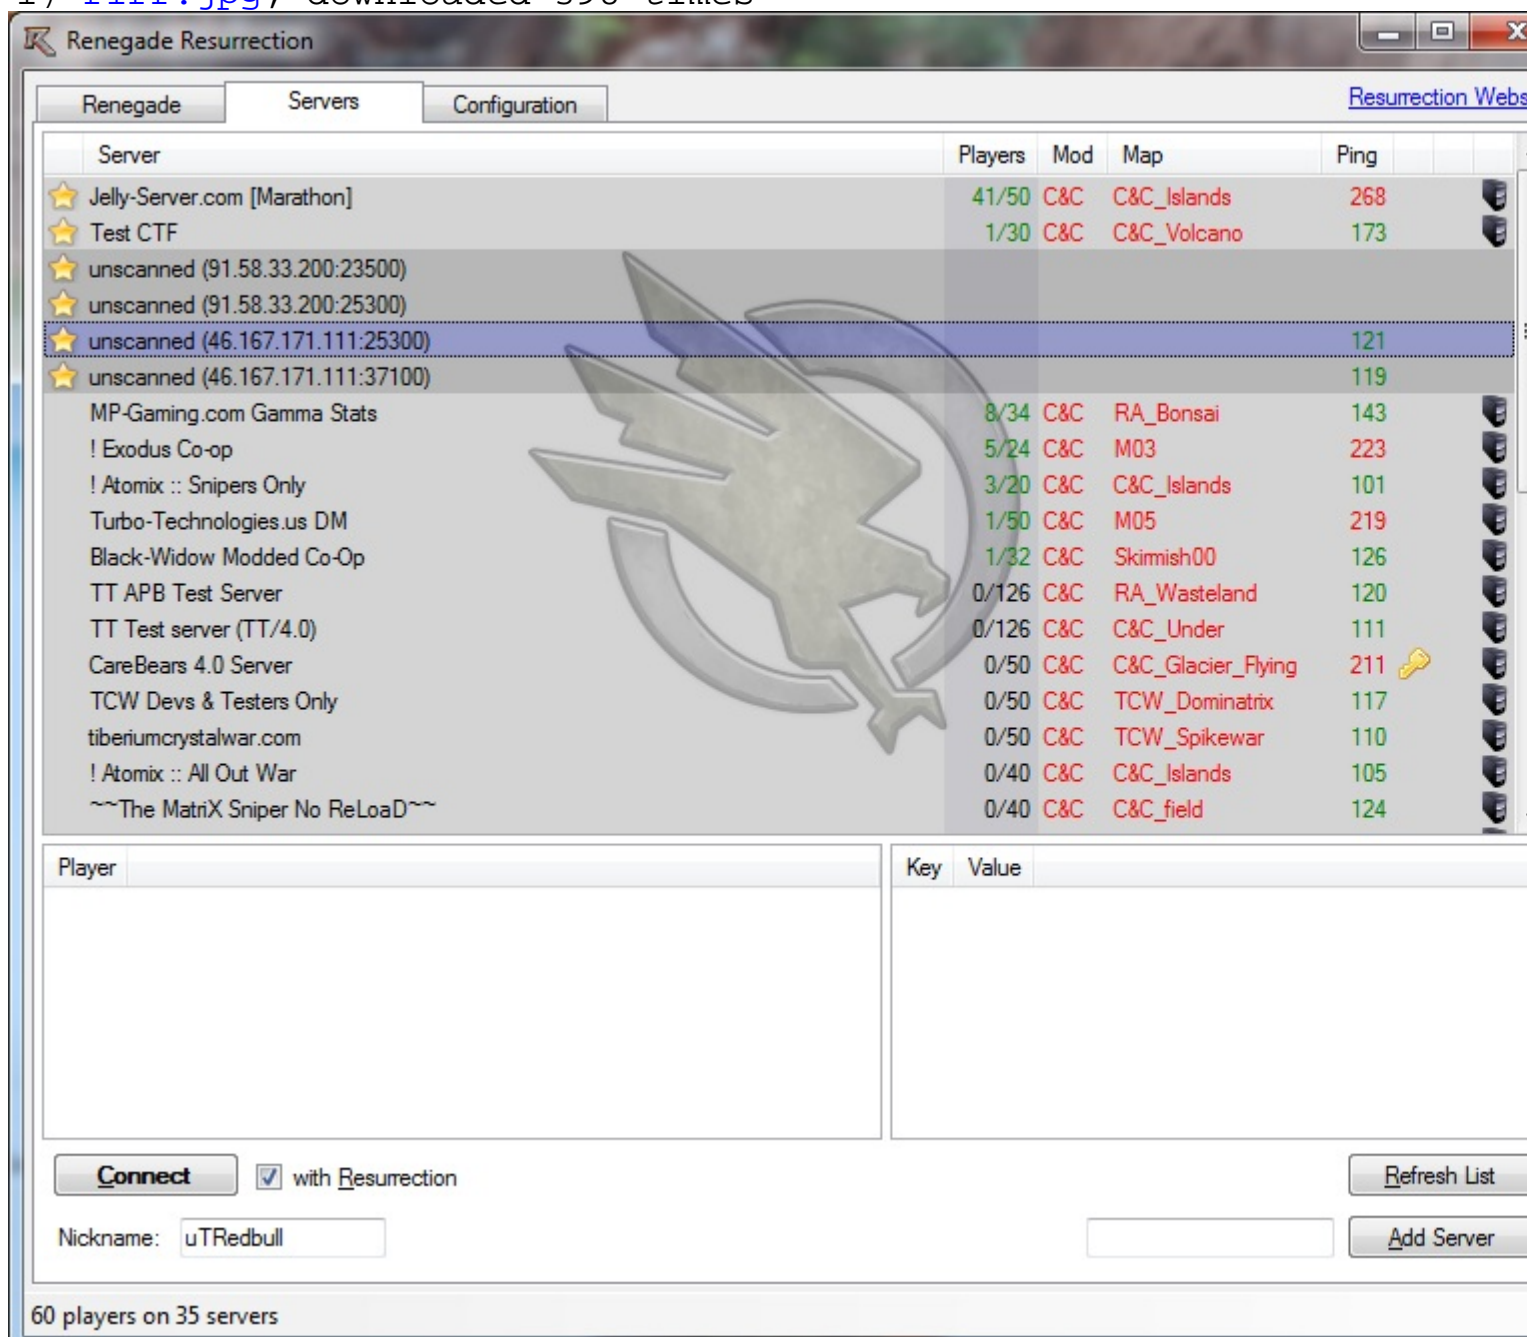 Renegade Resurrection
Renegade Servers Configuration Resurrection Webs
Server Players Mod Map Ping
Jelly-Server.com [Marathon] 41/50 C&C C&C_Islands 268
Test CTF 1/30 C&C C&C_Volcano 173
unscanned (91.58.33.200:23500)
unscanned (91.58.33.200:25300)
unscanned (46.167.171.111:25300) 121
unscanned (46.167.171.111:37100) 119
MP-Gaming.com Gamma Stats 8/34 C&C RA_Bonsai 143
! Exodus Co-op 5/24 C&C M03 223
! Atomix :: Snipers Only 3/20 C&C C&C_Islands 101
Turbo-Technologies.us DM 1/50 C&C M05 219
Black-Widow Modded Co-Op 1/32 C&C Skirmish00 126
TT APB Test Server 0/126 C&C RA_Wasteland 120
TT Test server (TT/4.0) 0/126 C&C C&C_Under 111
CareBears 4.0 Server 0/50 C&C C&C_Glacier_Flying 211
TCW Devs & Testers Only 0/50 C&C TCW_Dominatrix 117
tiberiumcrystalwar.com 0/50 C&C TCW_Spikewar 110
! Atomix :: All Out War 0/40 C&C C&C_Islands 105
~~The MatriX Sniper No ReLoaD~~ 0/40 C&C C&C_field 124
Player Key Value
Connect with Resurrection Refresh List
Nickname: uTRedbull Add Server
60 players on 35 servers